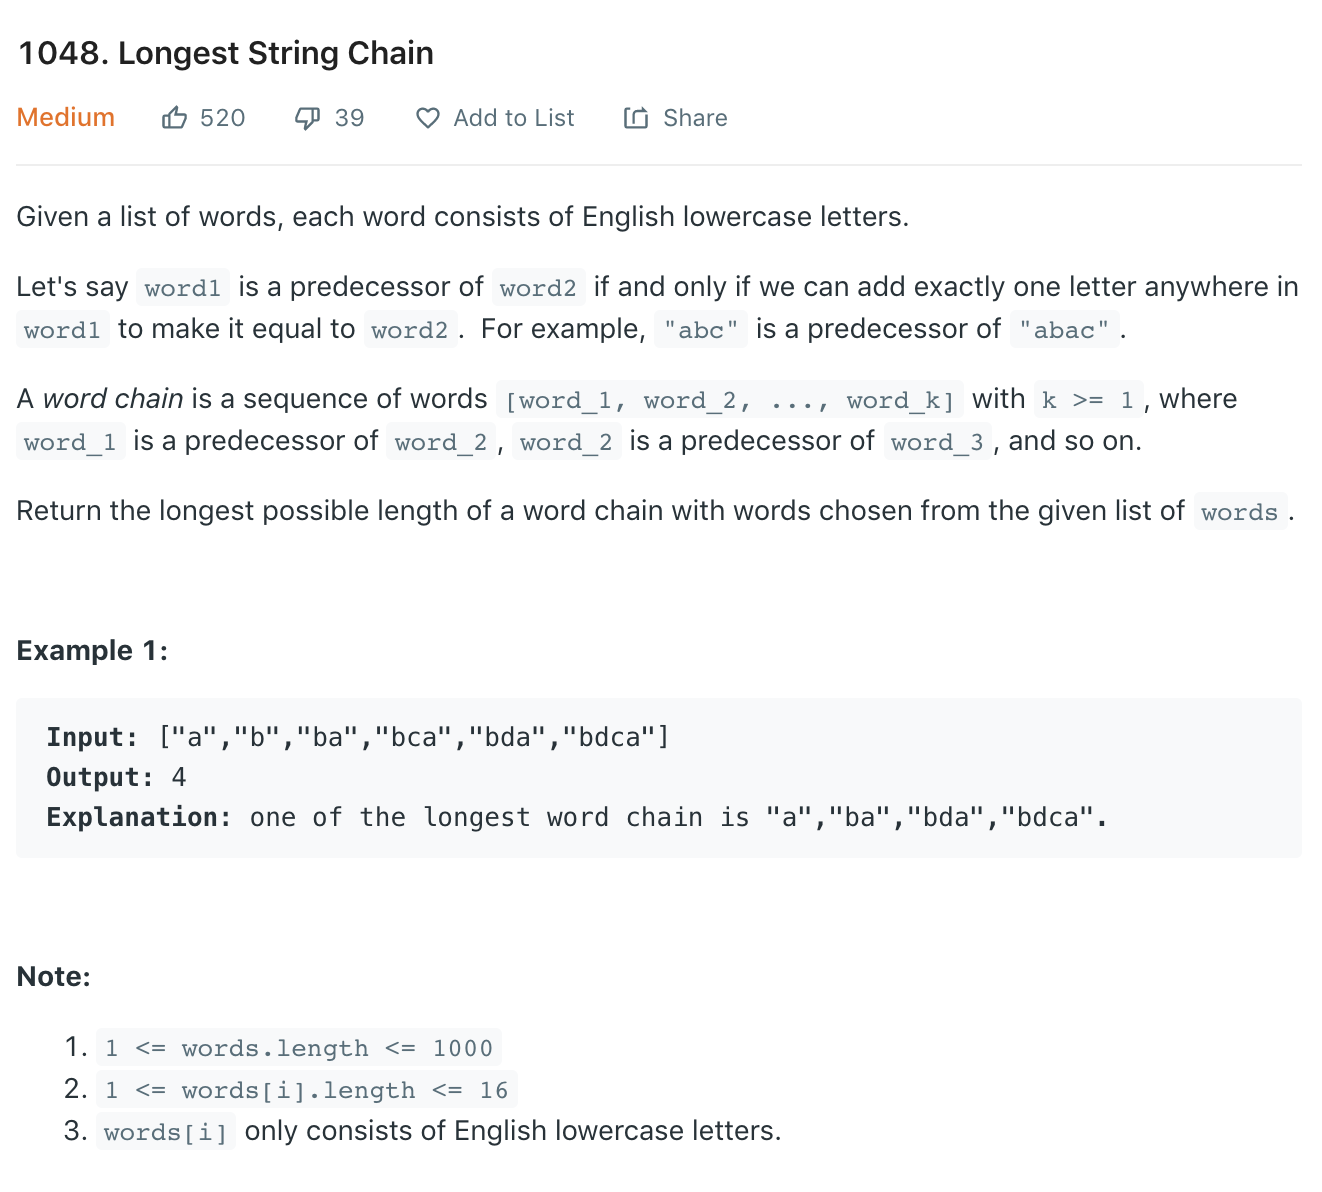 1048. Longest String Chain
Medium 520 39 Add to List Share
Given a list of words, each word consists of English lowercase letters.
Let's say word1 is a predecessor of word2 if and only if we can add exactly one letter anywhere in
word1 to make it equal to word2. For example, "abc" is a predecessor of "abac".
A word chain is a sequence of words [word_1, word_2, ..., word_k] with k >= 1, where
word_1 is a predecessor of word_2, word_2 is a predecessor of word_3, and so on.
Return the longest possible length of a word chain with words chosen from the given list of words.
Example 1:
Input: ["a","b","ba","bca","bda","bdca"]
Output: 4
Explanation: one of the longest word chain is "a","ba","bda","bdca".
Note:
1. 1 <= words.length <= 1000
2. 1 <= words[i].length <= 16
3. words[i] only consists of English lowercase letters.